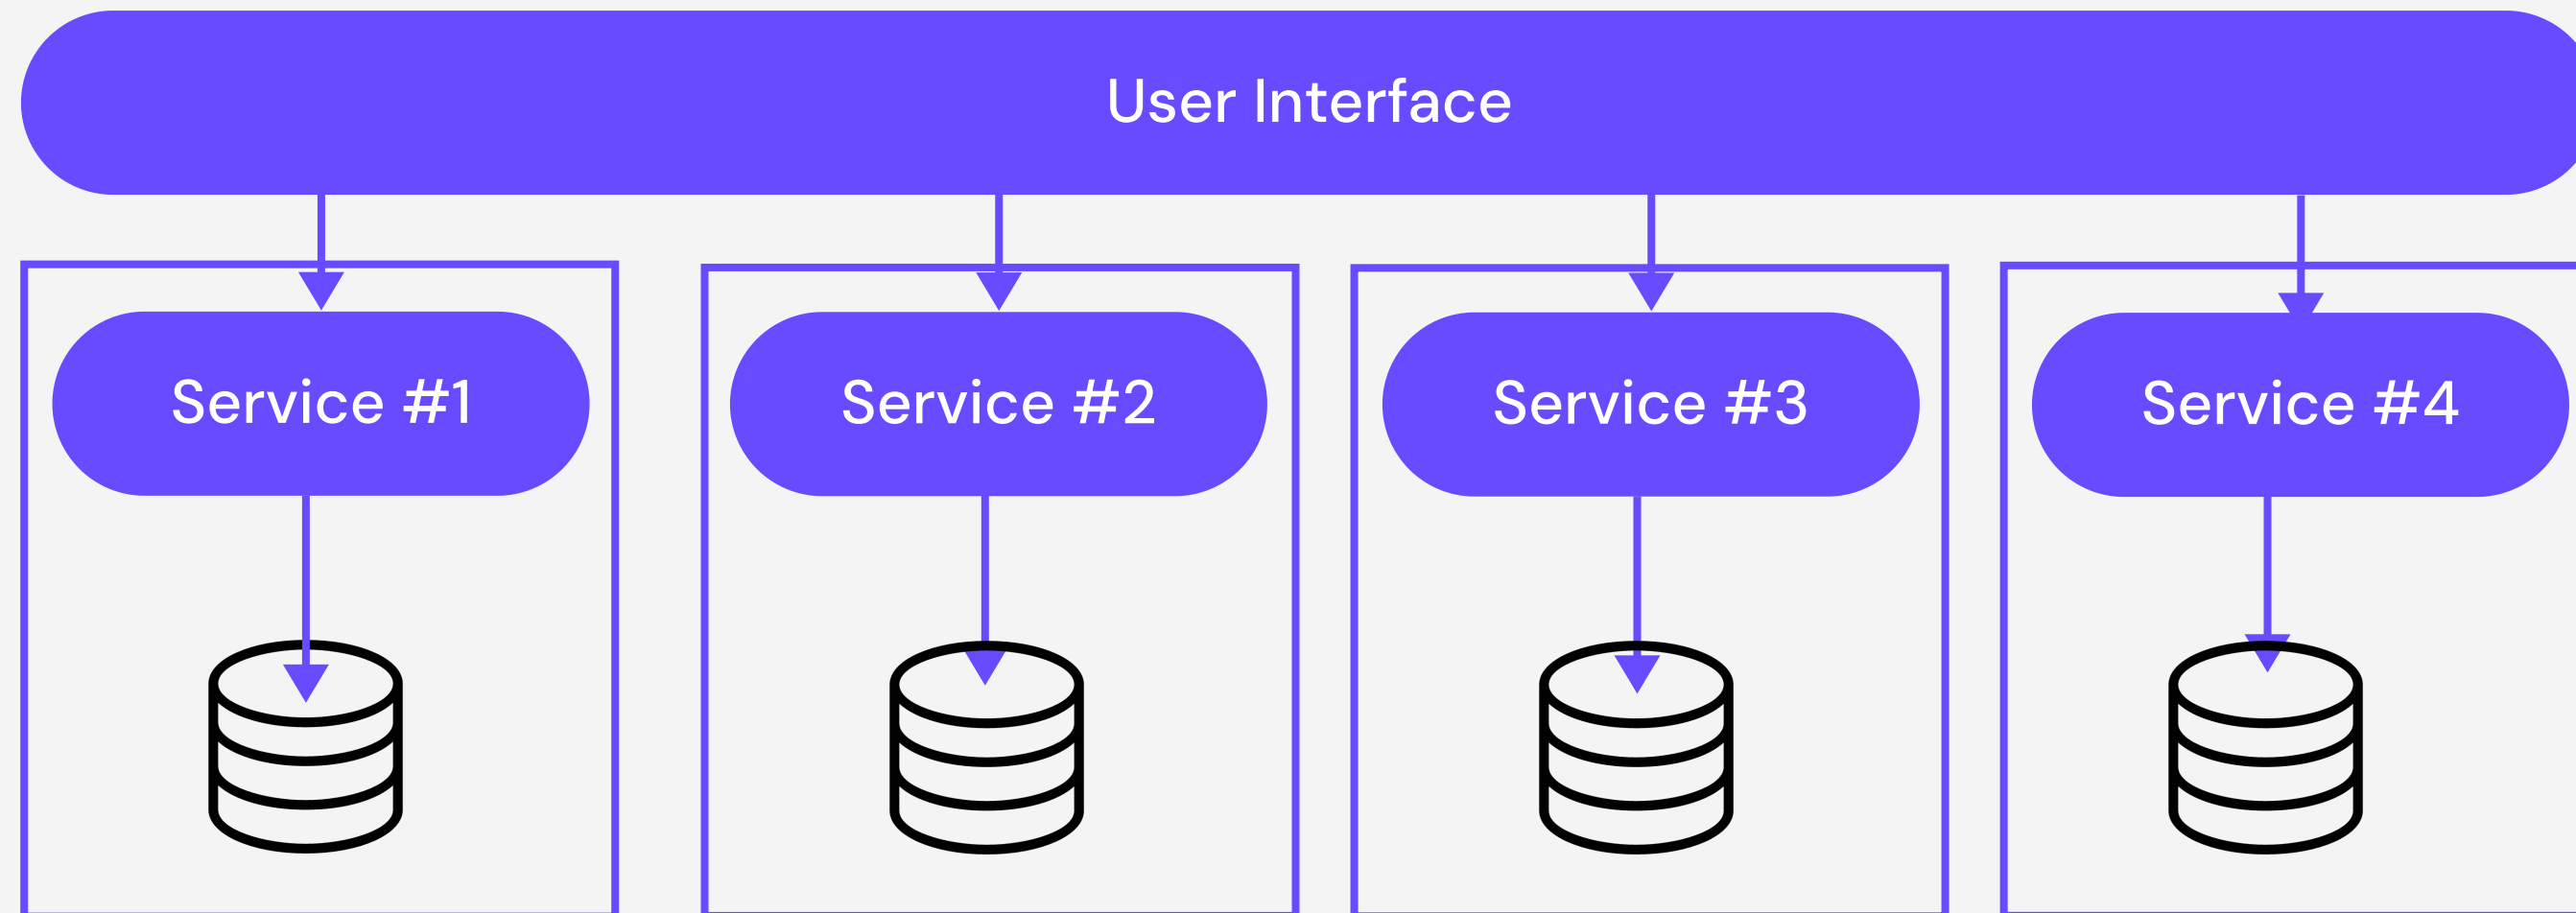 User Interface
Service #1
Service #2
Service #3
Service #4